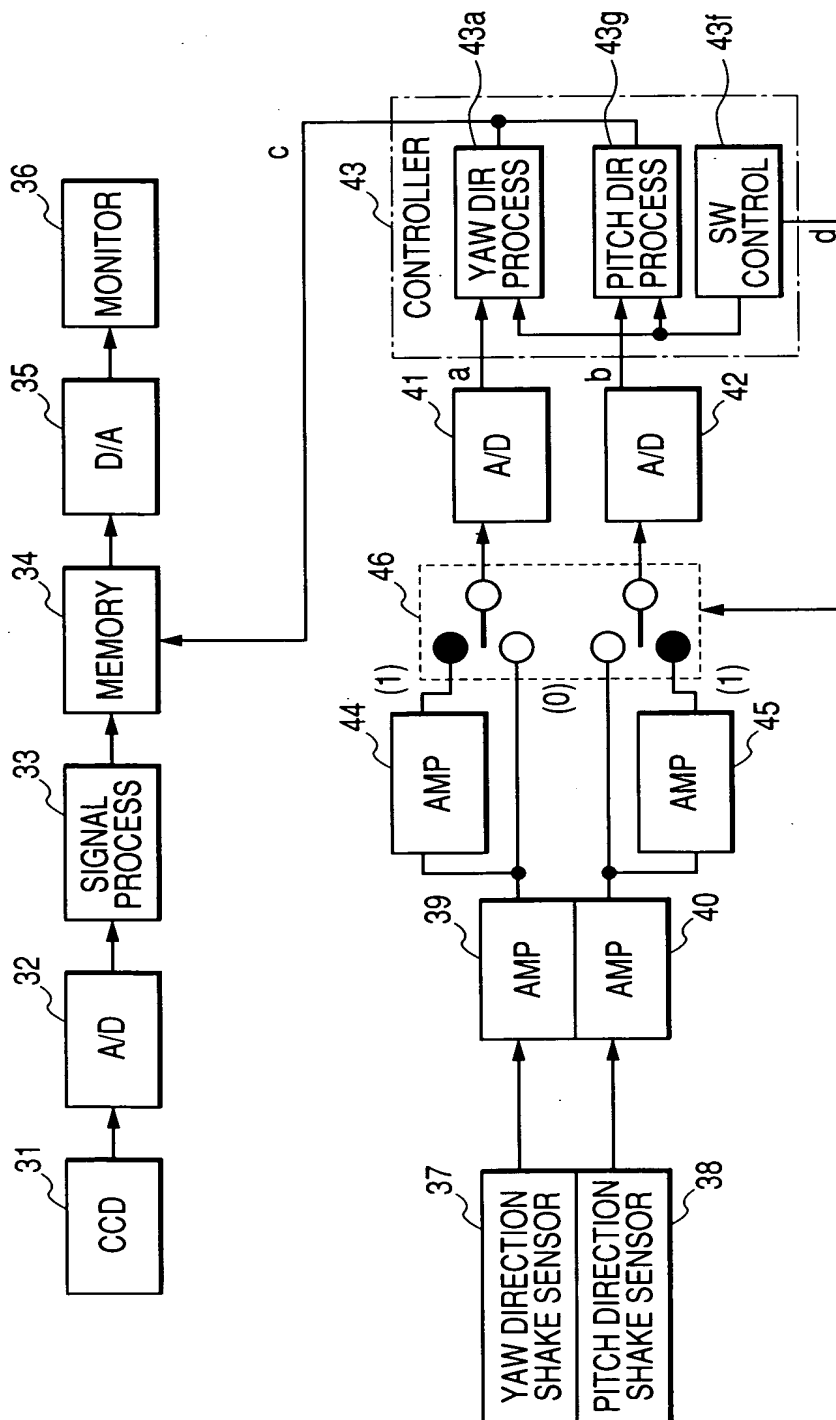 31
CCD
32
A/D
33
SIGNAL
PROCESS
34
MEMORY
35
D/A
36
MONITOR
c
37
YAW DIRECTION
SHAKE SENSOR
38
PITCH DIRECTION
SHAKE SENSOR
39
AMP
40
AMP
44
AMP
45
AMP
(1)
(0)
(1)
46
41
A/D
42
A/D
a
b
43
CONTROLLER
43a
YAW DIR
PROCESS
43g
PITCH DIR
PROCESS
43f
SW
CONTROL
d